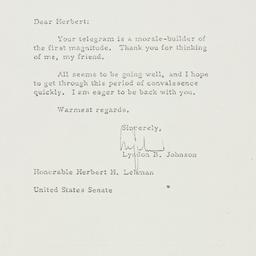 Dear Herbert:
Your telegram is a morale-builder of
the first magnitude. Thank you for thinking
of me, my friend.
All seems to be going well, and I hope
to get through this period of convalescence
quickly. I am eager to be back with you.
Warmest regards.
Sincerely,
Lyndon B. Johnson
Honorable Herbert H. Lehman
United States Senate